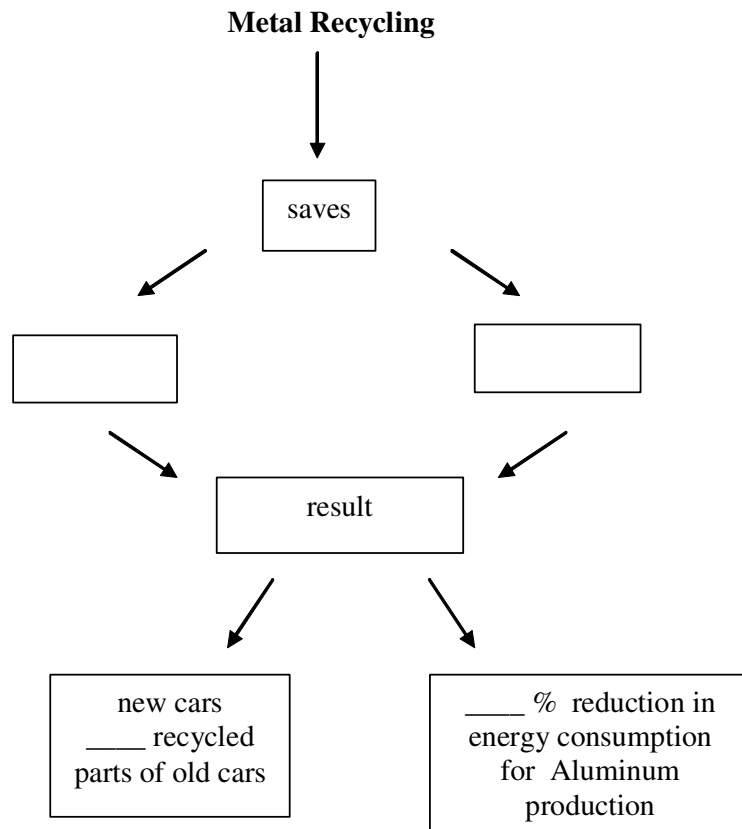 Metal Recycling
saves
result
new cars
____ recycled
parts of old cars
____ % reduction in
energy consumption
for Aluminum
production